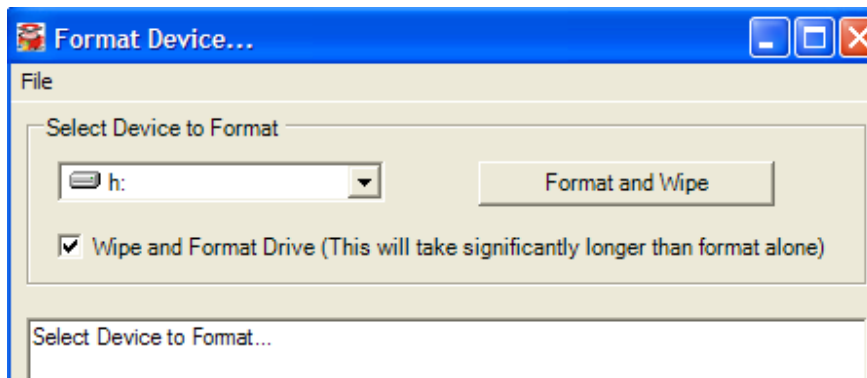 Format Device...
File
Select Device to Format
h:
Format and Wipe
Wipe and Format Drive (This will take significantly longer than format alone)
Select Device to Format...